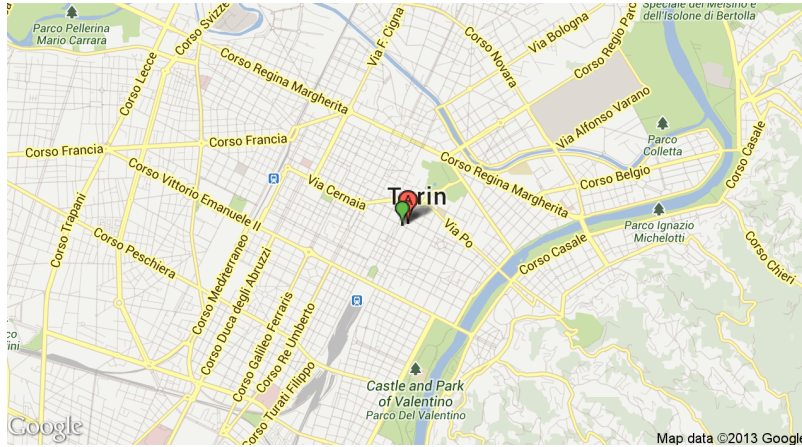 Speciale del Meisino e
dell'Isolone di Bertolla
Parco Pellerina
Mario Carrara
Corso Svizze
Via F. Cigna
Via Bologna
Corso Regio Parc
Corso Novara
Corso Lecce
Corso Regina Margherita
Via Alfonso Varano
Parco
Colletta
Corso Francia
Corso Francia
Corso Casale
Corso Regina Margherita
Corso Belgio
Corso Vittorio Emanuele II
Via Cernaia
Torin
A
Corso Trapani
Via Po
Parco Ignazio
Michelotti
Corso Peschiera
Corso Mediterraneo
Corso Duca degli Abruzzi
Corso Casale
Corso Chieri
Corso Galileo Ferraris
Corso Re Umberto
Corso Turati Filippo
Castle and Park
of Valentino
Parco Del Valentino
Google
Map data ©2013 Google